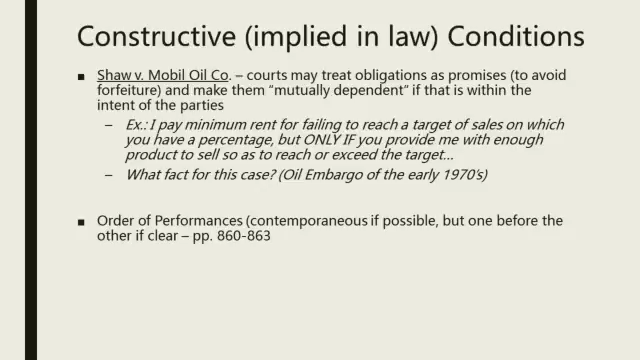 Constructive (implied in law) Conditions
Shaw v. Mobil Oil Co. – courts may treat obligations as promises (to avoid
forfeiture) and make them “mutually dependent” if that is within the
intent of the parties
– Ex.: I pay minimum rent for failing to reach a target of sales on which
you have a percentage, but ONLY IF you provide me with enough
product to sell so as to reach or exceed the target…
– What fact for this case? (Oil Embargo of the early 1970’s)
Order of Performances (contemporaneous if possible, but one before the
other if clear – pp. 860-863